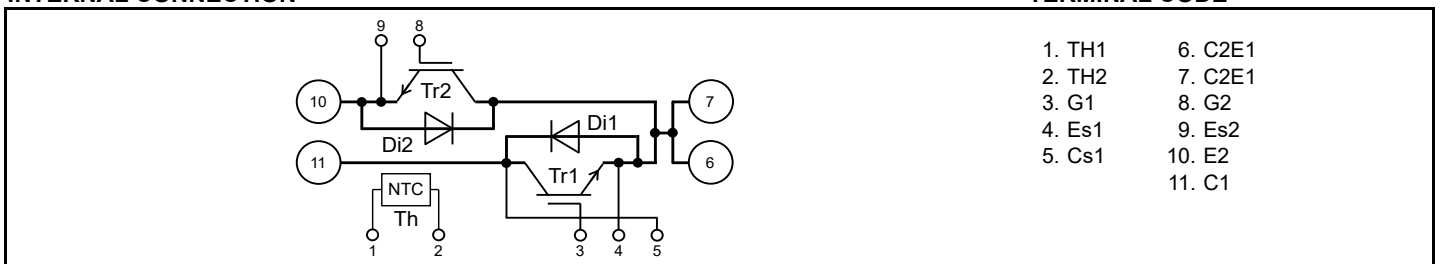 INTERNAL CONNECTION
TERMINAL CODE
9 8
10
Tr2
7
Di1
Di2
11
Tr1
6
NTC
Th
1 2 3 4 5
1. TH1
2. TH2
3. G1
4. Es1
5. Cs1
6. C2E1
7. C2E1
8. G2
9. Es2
10. E2
11. C1